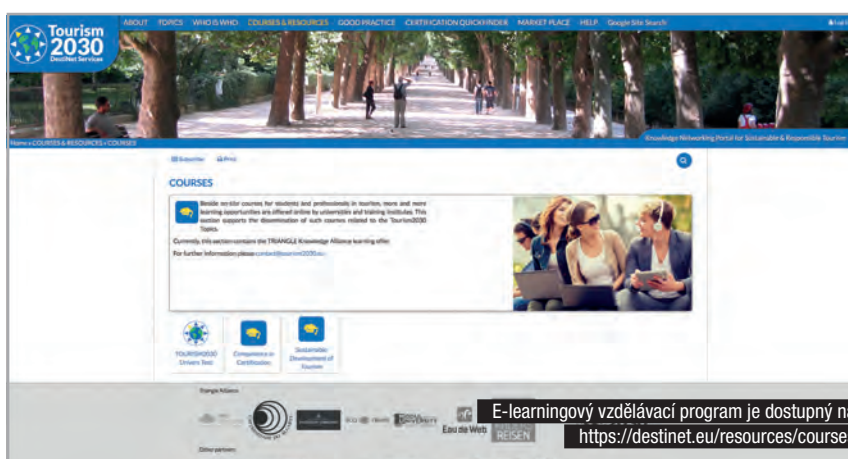 Tourism
2030
DestiNet Services
ABOUT TOPICS WHO IS WHO COURSES & RESOURCES GOOD PRACTICE CERTIFICATION QUICKFINDER MARKET PLACE HELP Google Site Search
Home » COURSES & RESOURCES » COURSES
Knowledge Networking Portal for Sustainable & Responsible Tourism
Subscribe Print
COURSES
Beside on-site courses for students and professionals in tourism, more and more
learning opportunities are offered online by universities and training institutes. This
section supports the dissemination of such courses related to the Tourism2030
Topics.
Currently, this section contains the TRIANGLE Knowledge Alliance learning offer.
For further information please contact@tourism2030.eu
TOURISM2030
Univers Test
Competence in
Certification
Sustainable
Development of
Tourism
Triangle Alliance
UNIVERSITY
Eau de Web
REISEN
E-learningový vzdělávací program je dostupný na
https://destinet.eu/resources/course
Other partners